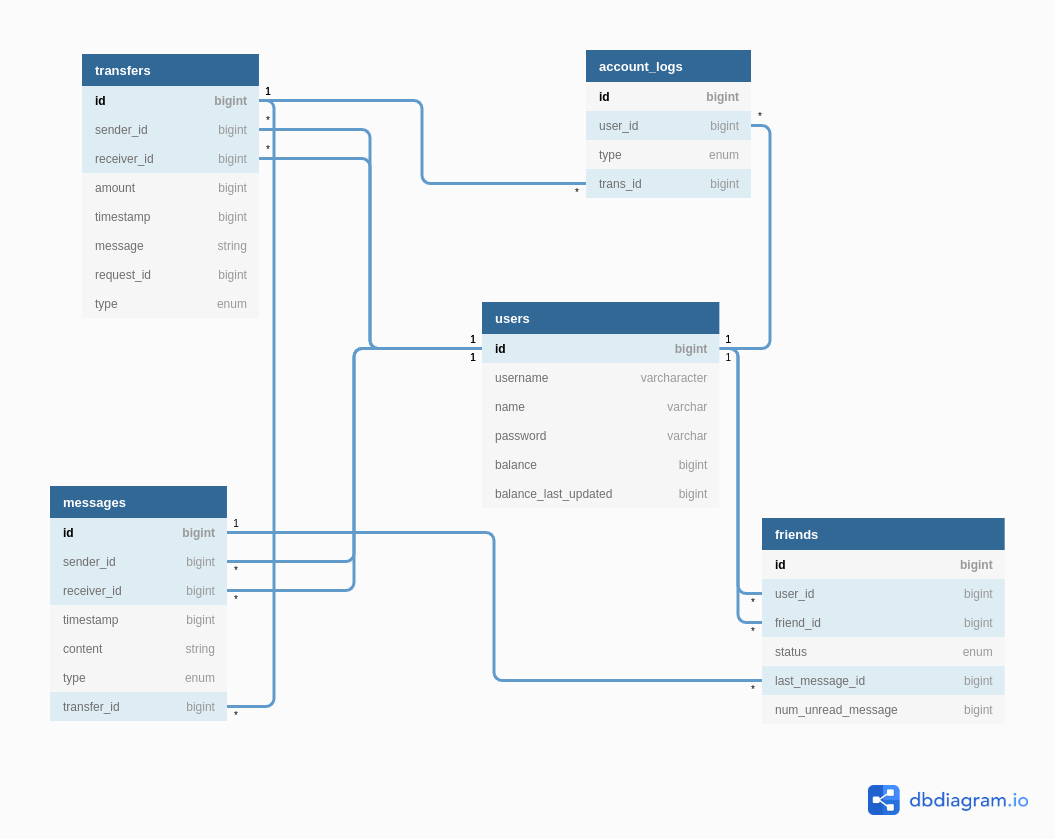 transfers
id bigint
sender_id bigint
receiver_id bigint
amount bigint
timestamp bigint
message string
request_id bigint
type enum
1
*
*
account_logs
id bigint
user_id bigint
type enum
trans_id bigint
*
*
users
id bigint
username varcharacter
name varchar
password varchar
balance bigint
balance_last_updated bigint
1
1
1
1
messages
id bigint
sender_id bigint
receiver_id bigint
timestamp bigint
content string
type enum
transfer_id bigint
1
*
*
*
friends
id bigint
user_id bigint
friend_id bigint
status enum
last_message_id bigint
num_unread_message bigint
*
*
*
dbdiagram.io